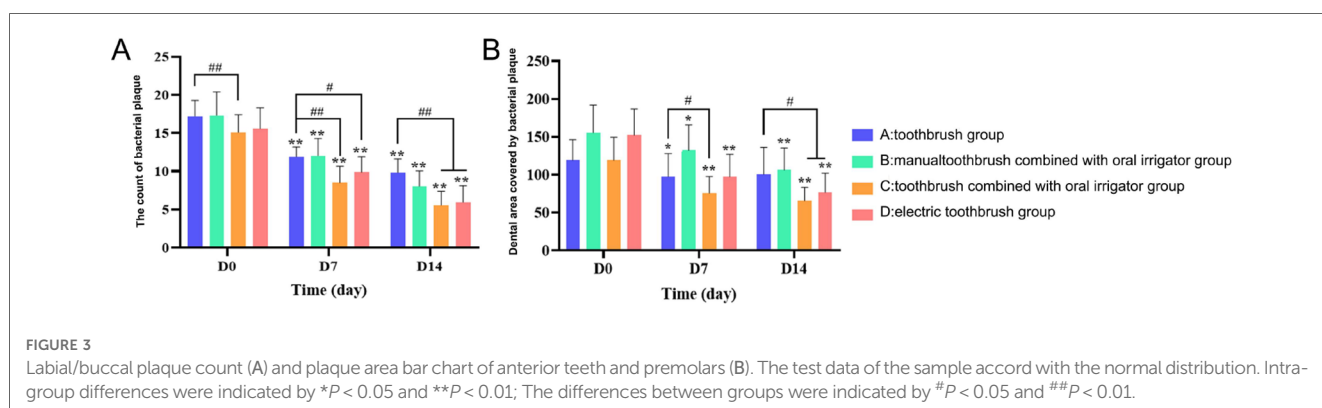 A
The count of bacterial plaque
25
20
15
10
5
0
##
#
##
##
** ** ** **
** ** ** **
D0 D7 D14
Time (day)
B
Dental area covered by bacterial plaque
250
200
150
100
50
0
#
#
* * ** **
** ** **
D0 D7 D14
Time (day)
A:toothbrush group
B:manualtoothbrush combined with oral irrigator group
C:toothbrush combined with oral irrigator group
D:electric toothbrush group
FIGURE 3
Labial/buccal plaque count (A) and plaque area bar chart of anterior teeth and premolars (B). The test data of the sample accord with the normal distribution. Intra-
group differences were indicated by *P < 0.05 and **P < 0.01; The differences between groups were indicated by #P < 0.05 and ##P < 0.01.